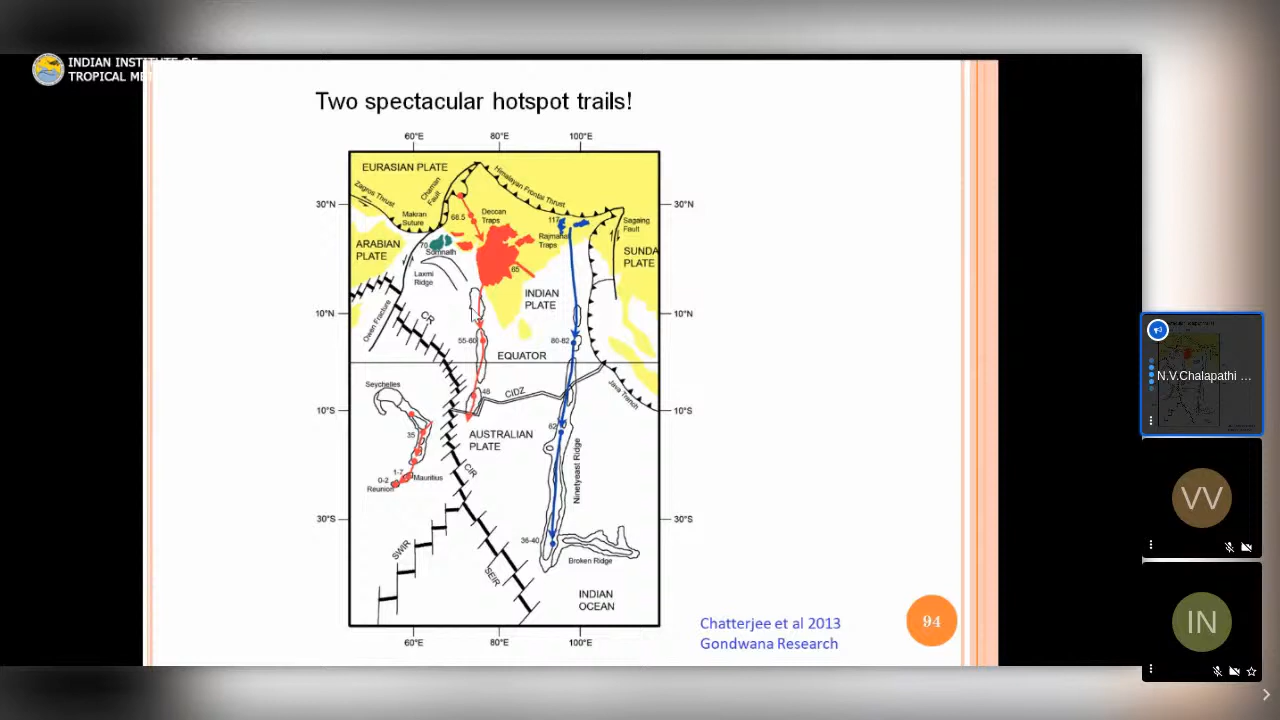 INDIAN INSTITUTE OF
TROPICAL ME
Two spectacular hotspot trails!
60°E 80°E 100°E
EURASIAN PLATE
Himalayan Frontal Thrust
Chaman Fault
Zagros Thrust
30°N 30°N
Makran Suture
68.5
Deccan Traps
117
Sagaing Fault
ARABIAN PLATE
70
Somnath
Rajmahal Traps
SUNDA PLATE
65
Laxmi Ridge
INDIAN PLATE
Owen Fracture
10°N 10°N
CR
55-60
80-82
EQUATOR
Seychelles
48
CIDZ
Java Trench
10°S 10°S
35
AUSTRALIAN PLATE
62
Ninetyeast Ridge
CIR
1-7
0-2
Mauritius
Reunion
30°S 30°S
36-40
SWIR
SEIR
Broken Ridge
INDIAN OCEAN
60°E 80°E 100°E
Chatterjee et al 2013
Gondwana Research
94
N.V.Chalapathi ...
VV
IN